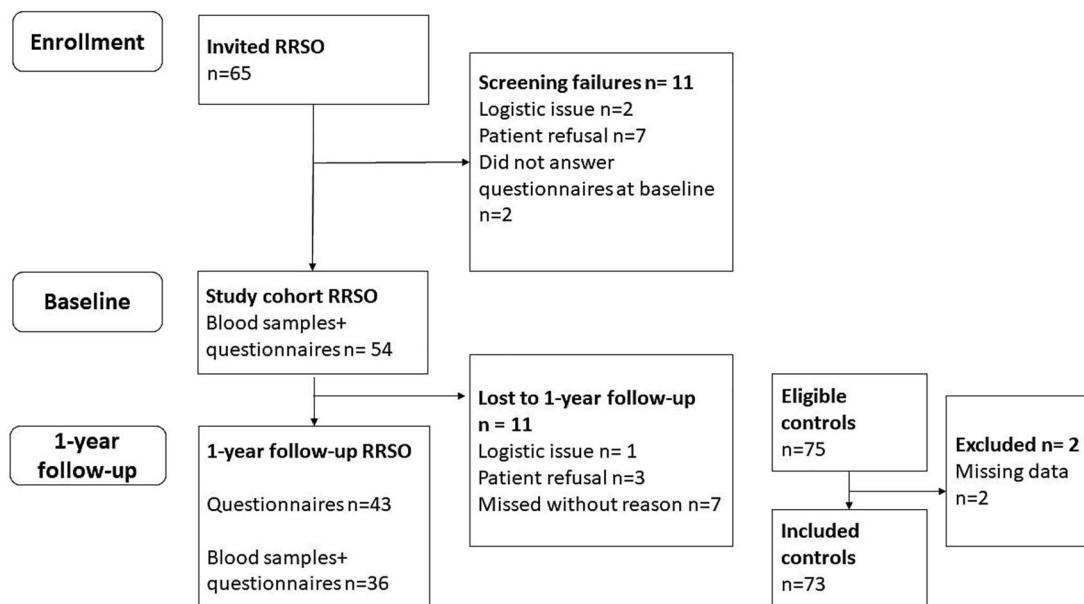 Enrollment
Invited RRSO
n=65
Screening failures n= 11
Logistic issue n=2
Patient refusal n=7
Did not answer
questionnaires at baseline
n=2
Baseline
Study cohort RRSO
Blood samples+
questionnaires n= 54
Lost to 1-year follow-up
n = 11
Logistic issue n= 1
Patient refusal n=3
Missed without reason n=7
1-year
follow-up
1-year follow-up RRSO
Questionnaires n=43
Blood samples+
questionnaires n=36
Eligible
controls
n=75
Excluded n= 2
Missing data
n=2
Included
controls
n=73